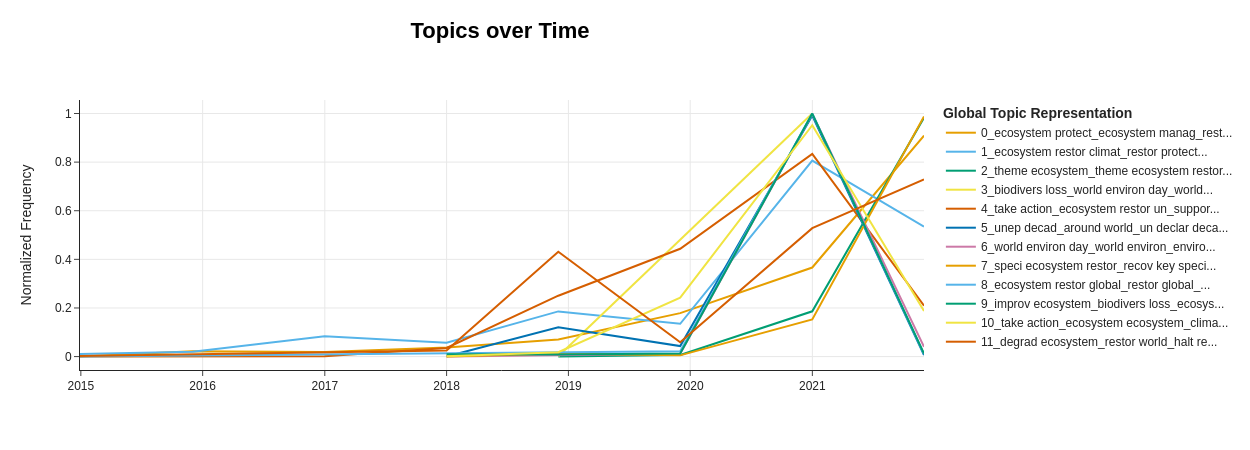 Topics over Time
Normalized Frequency
1
0.8
0.6
0.4
0.2
0
2015 2016 2017 2018 2019 2020 2021
Global Topic Representation
0_ecosystem protect_ecosystem manag_rest...
1_ecosystem restor climat_restor protect...
2_theme ecosystem_theme ecosystem restor...
3_biodivers loss_world environ day_world...
4_take action_ecosystem restor un_suppor...
5_unep decad_around world_un declar deca...
6_world environ day_world environ_enviro...
7_speci ecosystem restor_recov key speci...
8_ecosystem restor global_restor global_...
9_improv ecosystem_biodivers loss_ecosys...
10_take action_ecosystem ecosystem_clima...
11_degrad ecosystem_restor world_halt re...